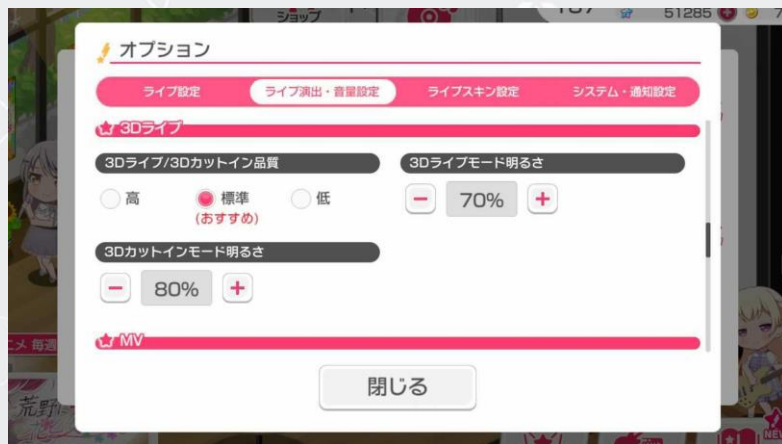 ショップ
51285
オプション
ライブ設定
ライブ演出・音量設定
ライブスキン設定
システム・通知設定
3Dライブ
3Dライブ/3Dカットイン品質
高
標準
(おすすめ)
低
3Dライブモード明るさ
70%
3Dカットインモード明るさ
80%
MV
閉じる
ニメ 毎週
荒野